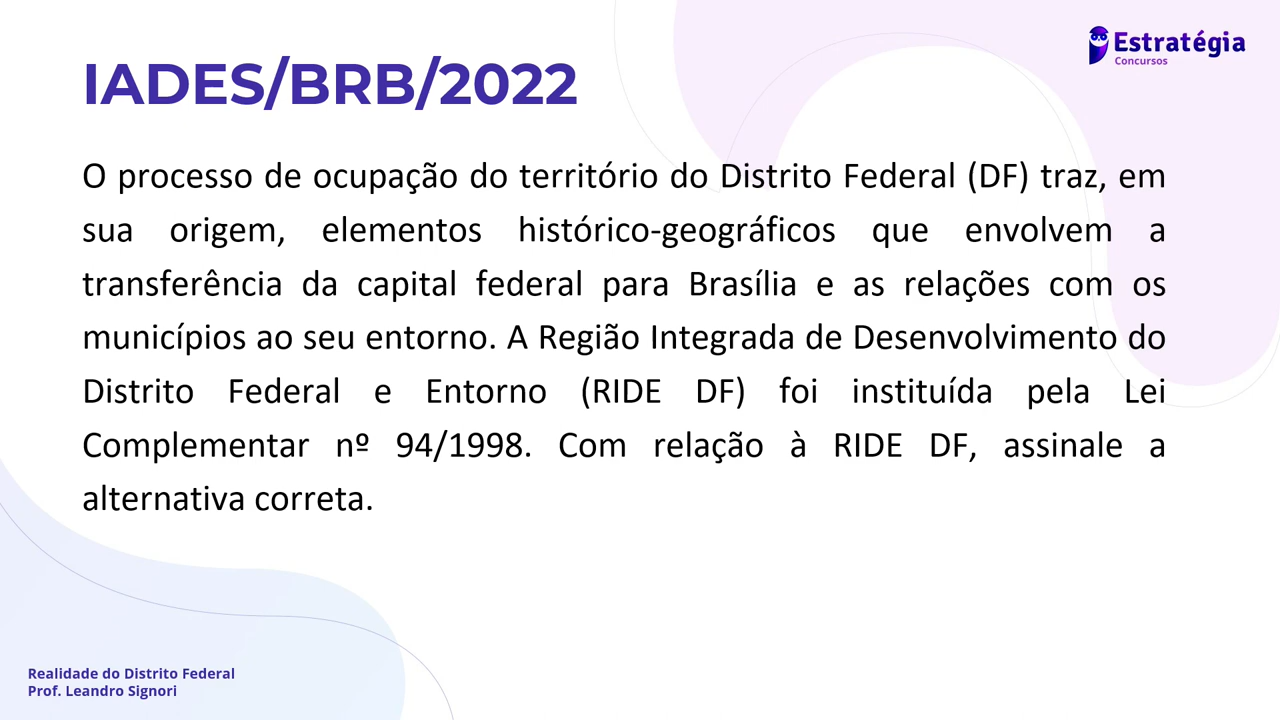 Estratégia
Concursos
IADES/BRB/2022
O processo de ocupação do território do Distrito Federal (DF) traz, em
sua origem, elementos histórico-geográficos que envolvem a
transferência da capital federal para Brasília e as relações com os
municípios ao seu entorno. A Região Integrada de Desenvolvimento do
Distrito Federal e Entorno (RIDE DF) foi instituída pela Lei
Complementar nº 94/1998. Com relação à RIDE DF, assinale a
alternativa correta.
Realidade do Distrito Federal
Prof. Leandro Signori